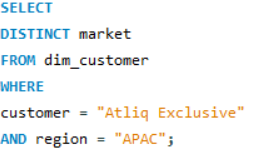 SELECT
DISTINCT market
FROM dim_customer
WHERE
customer = "Atliq Exclusive"
AND region = "APAC";